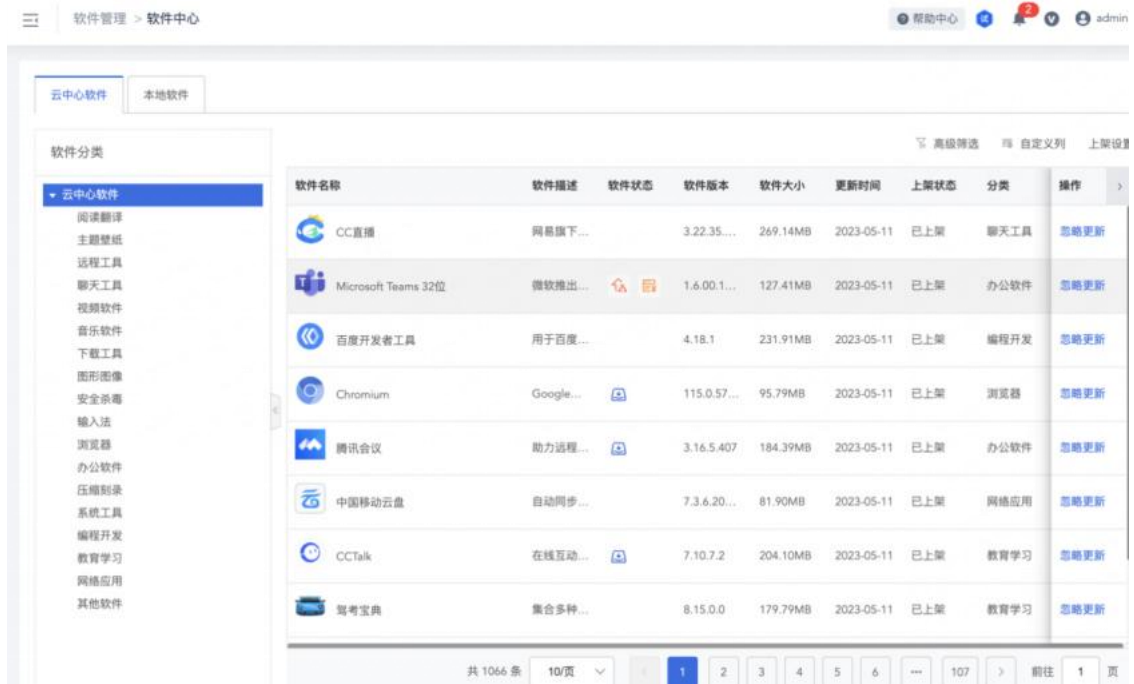 软件管理 > 软件中心
帮助中心
2
admin
云中心软件 本地软件
软件分类
高级筛选 自定义列 上架设置
云中心软件
阅读翻译
主题壁纸
远程工具
聊天工具
视频软件
音乐软件
下载工具
图形图像
安全杀毒
输入法
浏览器
办公软件
压缩刻录
系统工具
编程开发
教育学习
网络应用
其他软件
软件名称 软件描述 软件状态 软件版本 软件大小 更新时间 上架状态 分类 操作
CC直播 网易旗下... 3.22.35.... 269.14MB 2023-05-11 已上架 聊天工具 忽略更新
Microsoft Teams 32位 微软推出... 1.6.00.1... 127.41MB 2023-05-11 已上架 办公软件 忽略更新
百度开发者工具 用于百度... 4.18.1 231.91MB 2023-05-11 已上架 编程开发 忽略更新
Chromium Google... 115.0.57... 95.79MB 2023-05-11 已上架 浏览器 忽略更新
腾讯会议 助力远程... 3.16.5.407 184.39MB 2023-05-11 已上架 办公软件 忽略更新
中国移动云盘 自动同步... 7.3.6.20... 81.90MB 2023-05-11 已上架 网络应用 忽略更新
CCTalk 在线互动... 7.10.7.2 204.10MB 2023-05-11 已上架 教育学习 忽略更新
驾考宝典 集合多种... 8.15.0.0 179.79MB 2023-05-11 已上架 教育学习 忽略更新
共 1066 条 10/页 < 1 2 3 4 5 6 ... 107 > 前往 1 页